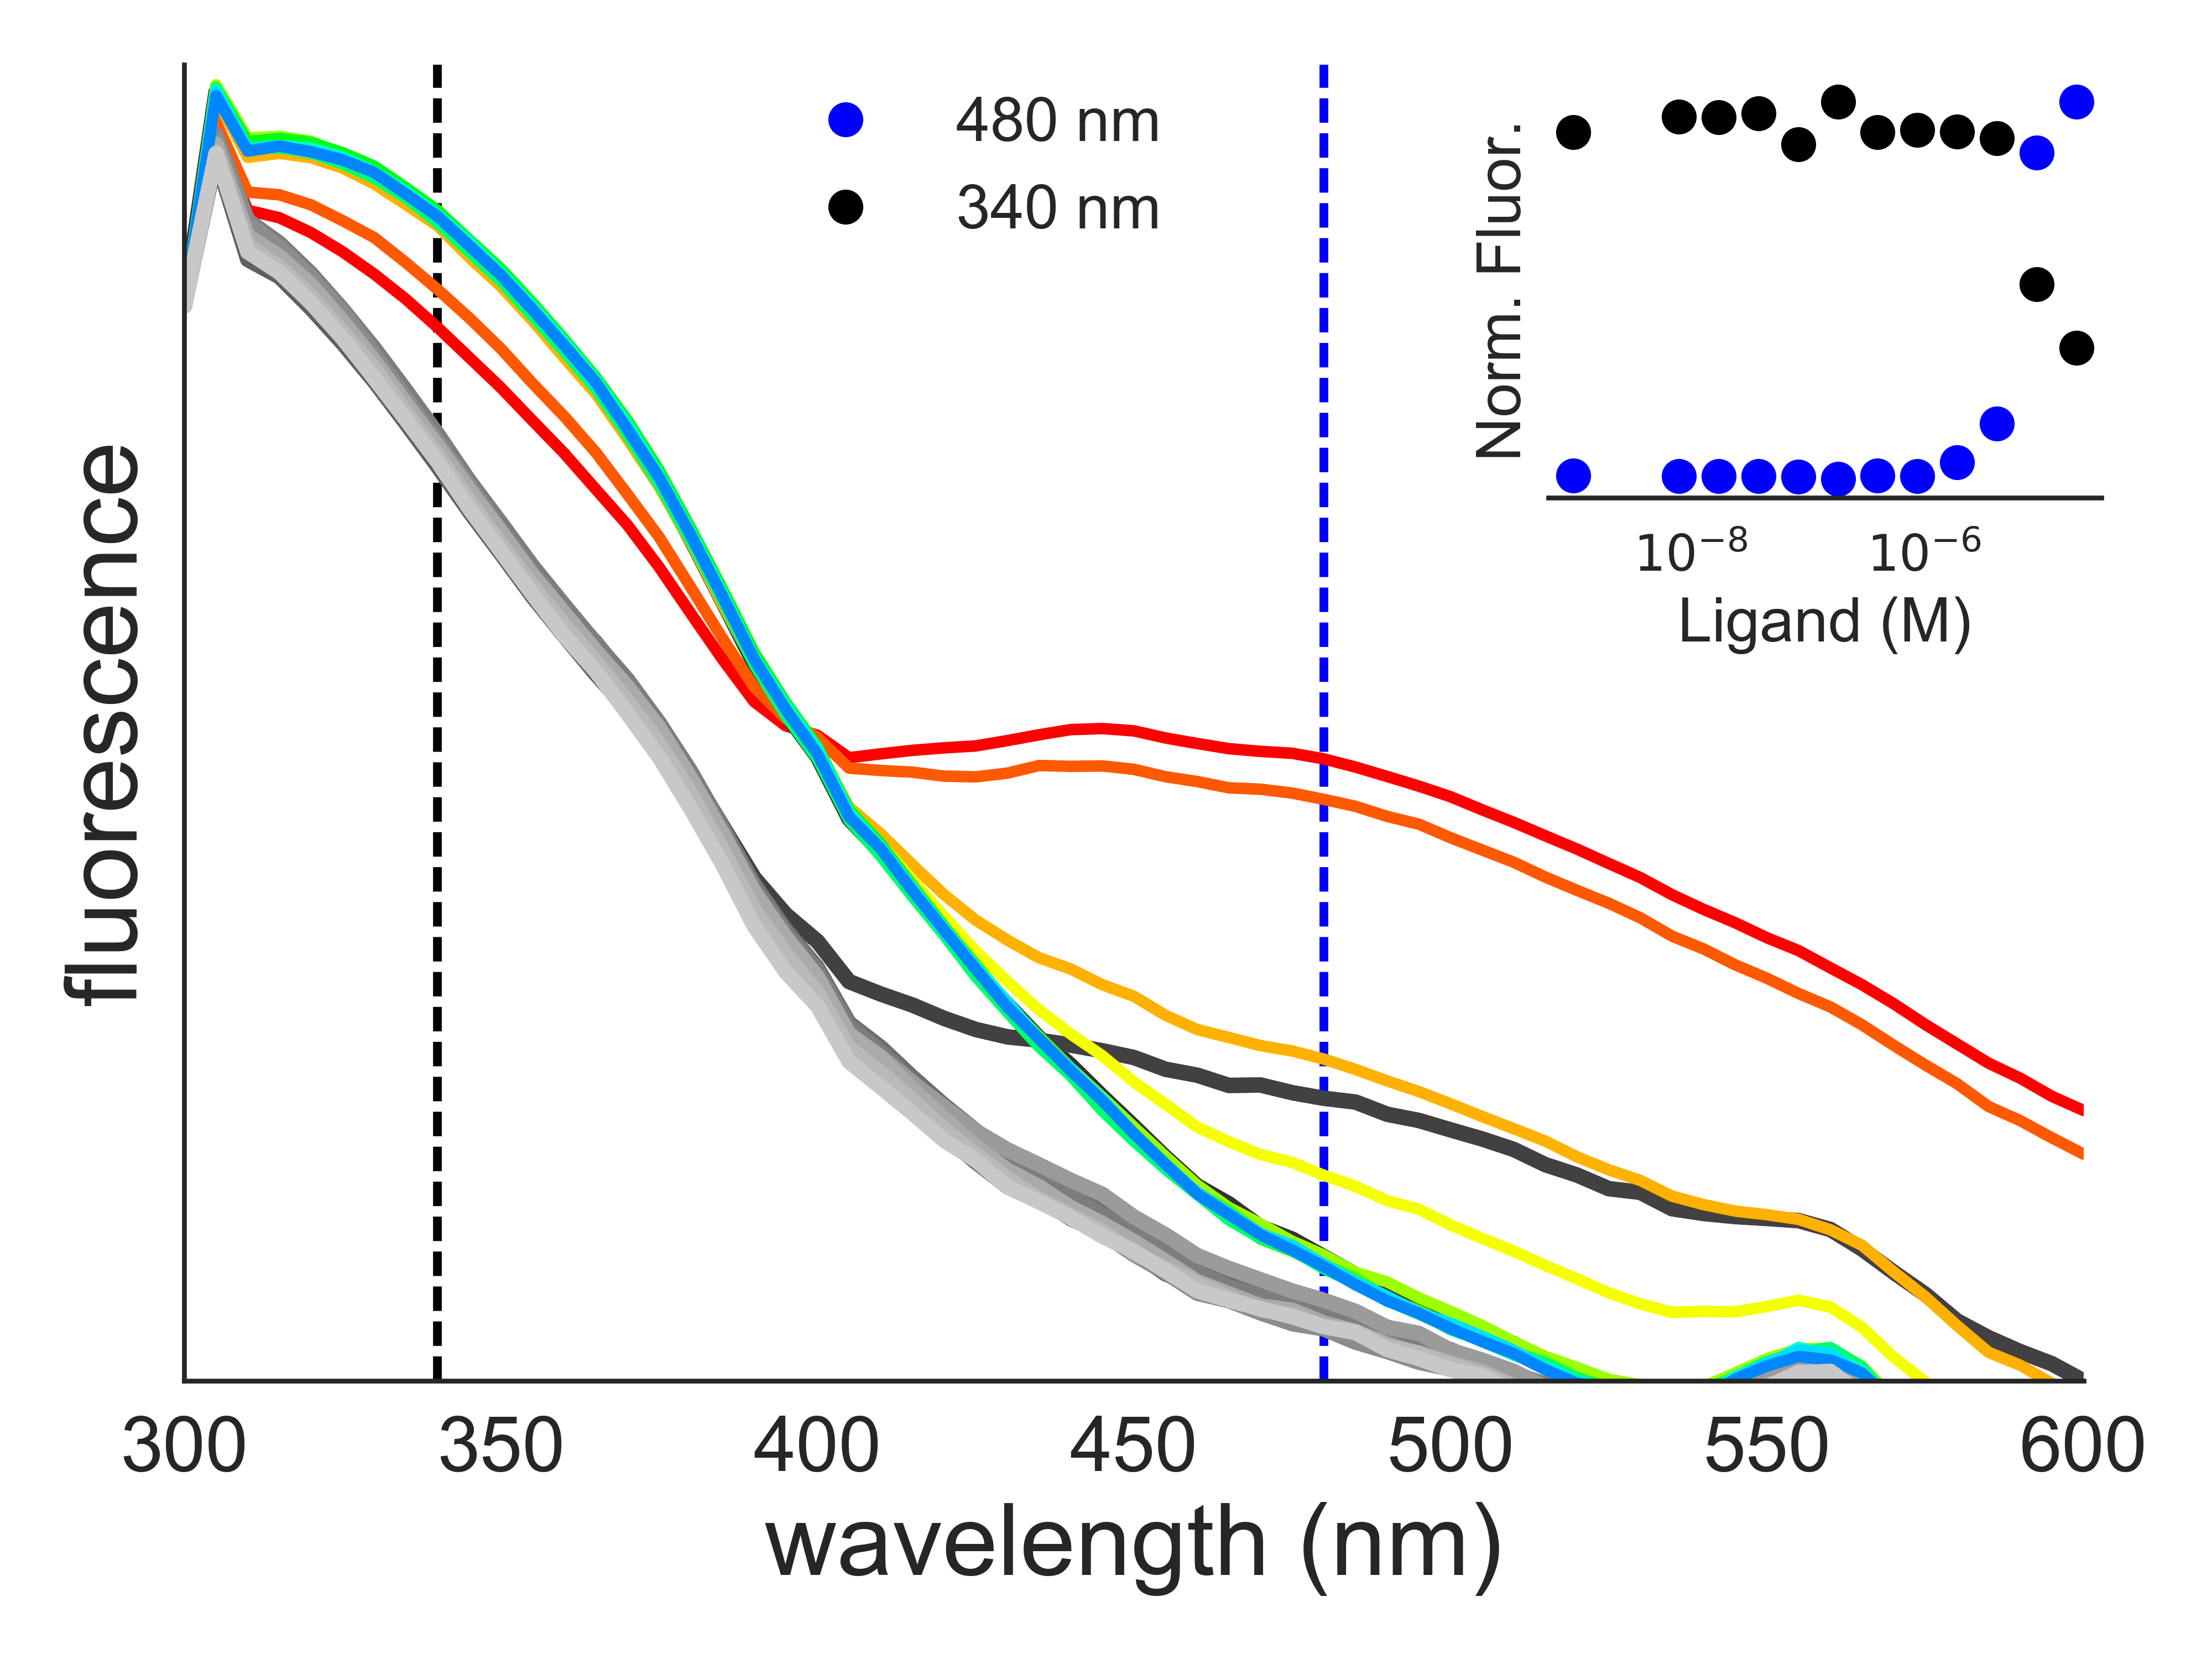 480 nm
340 nm
Norm. Fluor.
10⁻⁸ 10⁻⁶
Ligand (M)
fluorescence
300 350 400 450 500 550 600
wavelength (nm)